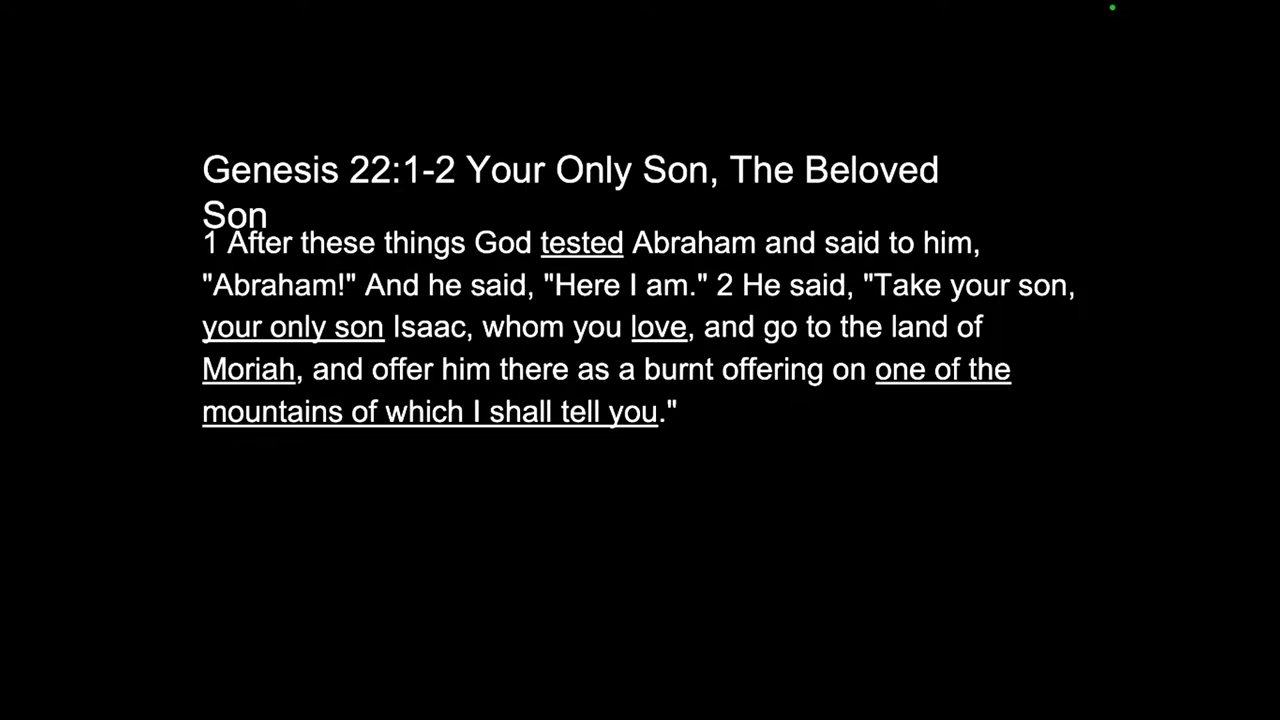 Genesis 22:1-2 Your Only Son, The Beloved
Son
1 After these things God tested Abraham and said to him,
"Abraham!" And he said, "Here I am." 2 He said, "Take your son,
your only son Isaac, whom you love, and go to the land of
Moriah, and offer him there as a burnt offering on one of the
mountains of which I shall tell you."